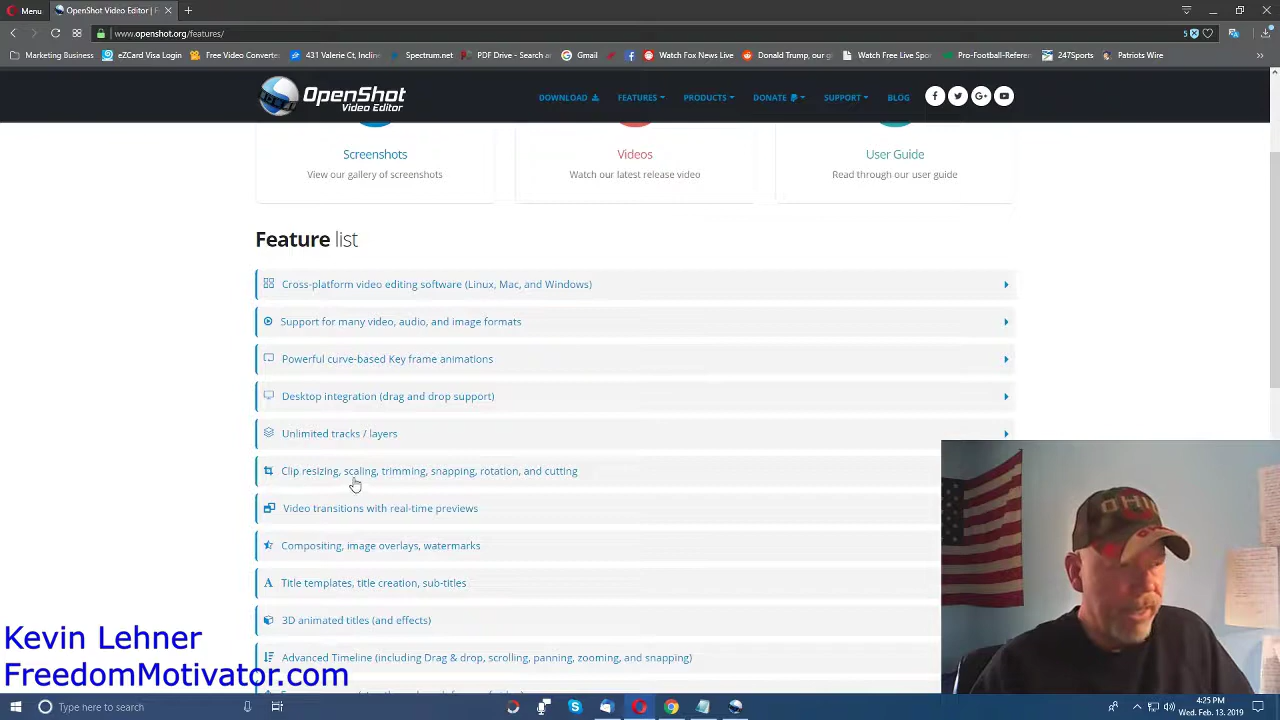 Menu
OpenShot Video Editor | F
www.openshot.org/features/
5
Marketing Business
eZCard Visa Login
Free Video Converte
431 Valerie Ct, Incline
Spectrum.net
PDF Drive - Search a
Gmail
Watch Fox News Live
Donald Trump, our g
Watch Free Live Spo
Pro-Football-Referen
247Sports
Patriots Wire
OpenShot
Video Editor
DOWNLOAD
FEATURES
PRODUCTS
DONATE
SUPPORT
BLOG
Screenshots
Videos
User Guide
View our gallery of screenshots
Watch our latest release video
Read through our user guide
Feature list
Cross-platform video editing software (Linux, Mac, and Windows)
Support for many video, audio, and image formats
Powerful curve-based Key frame animations
Desktop integration (drag and drop support)
Unlimited tracks / layers
Clip resizing, scaling, trimming, snapping, rotation, and cutting
Video transitions with real-time previews
Compositing, image overlays, watermarks
Title templates, title creation, sub-titles
3D animated titles (and effects)
Advanced Timeline (including Drag & drop, scrolling, panning, zooming, and snapping)
Kevin Lehner
FreedomMotivator.com
Type here to search
4:25 PM
Wed. Feb. 13, 2019